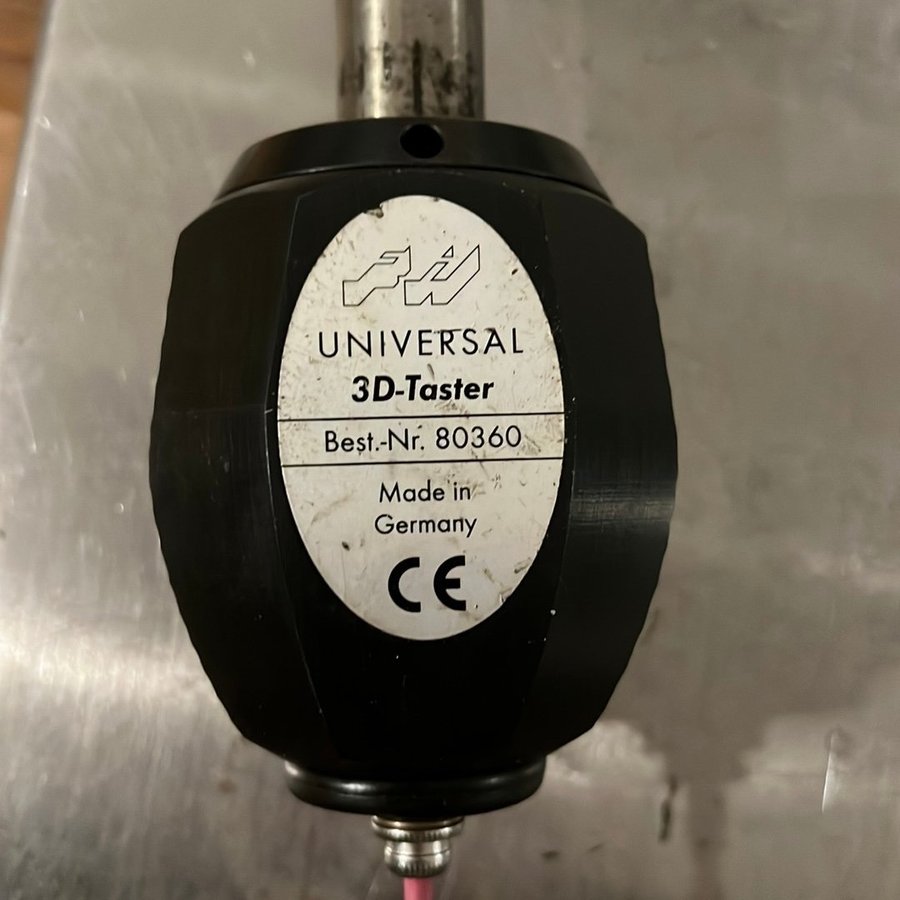 UNIVERSAL
3D-Taster
Best.-Nr. 80360
Made in
Germany
CE